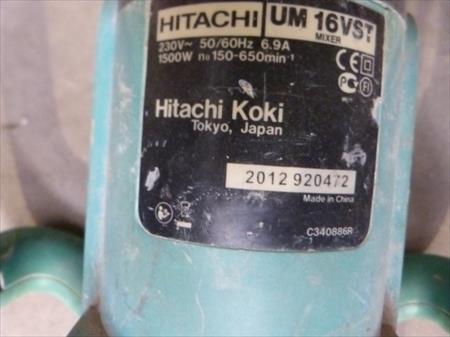 HITACHI UM 16VST
MIXER
230V~ 50/60Hz 6.9A
1500W n₀150-650min⁻¹
CE
Hitachi Koki
Tokyo, Japan
2012 920472
Made in China
C340886R